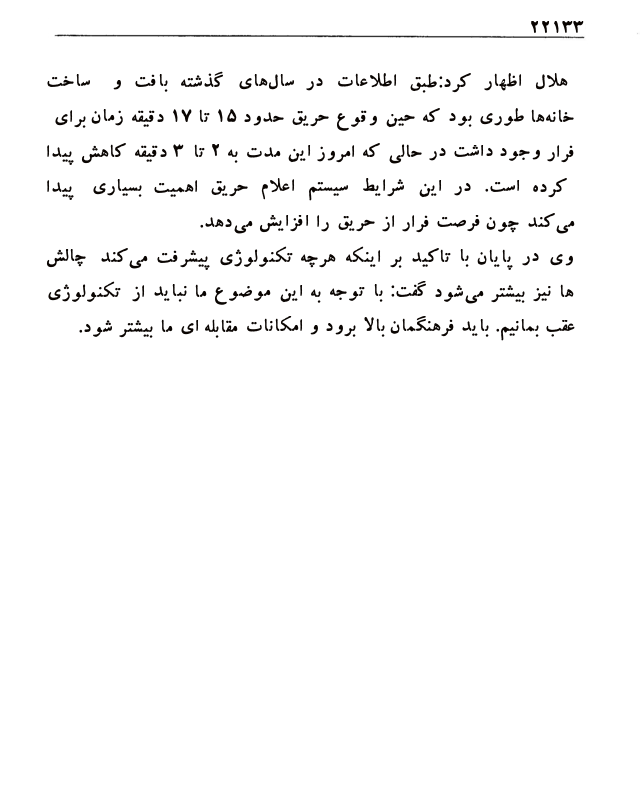 ۲۲۱۳۳
هلال اظهار کرد:طبق اطلاعات در سال‌های گذشته بافت و ساخت
خانه‌ها طوری بود که حین وقوع حریق حدود ۱۵ تا ۱۷ دقیقه زمان برای
فرار وجود داشت در حالی که امروز این مدت به ۲ تا ۳ دقیقه کاهش پیدا
کرده است. در این شرایط سیستم اعلام حریق اهمیت بسیاری پیدا
می‌کند چون فرصت فرار از حریق را افزایش می‌دهد.
وی در پایان با تاکید بر اینکه هرچه تکنولوژی پیشرفت می‌کند چالش
ها نیز بیشتر می‌شود گفت: با توجه به این موضوع ما نباید از تکنولوژی
عقب بمانیم. باید فرهنگمان بالا برود و امکانات مقابله ای ما بیشتر شود.